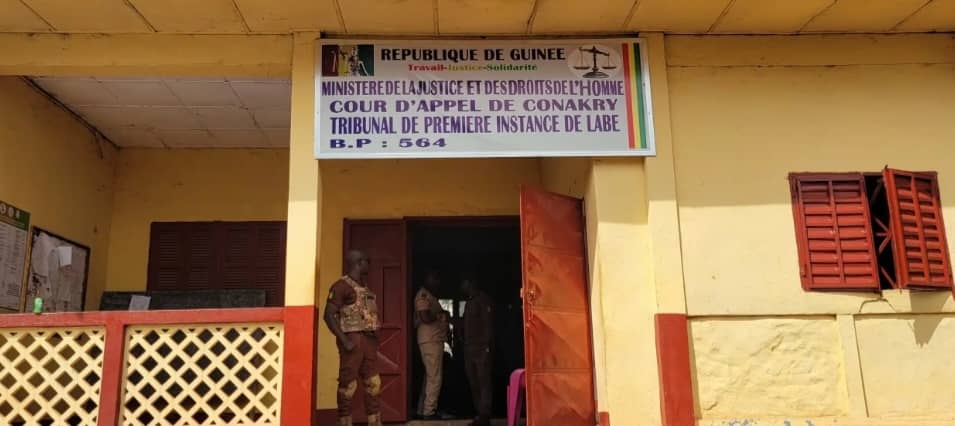 REPUBLIQUE DE GUINEE
Travail-Justice-Solidarité
MINISTERE DE LA JUSTICE ET DES DROITS DE L'HOMME
COUR D'APPEL DE CONAKRY
TRIBUNAL DE PREMIERE INSTANCE DE LABE
B.P : 564